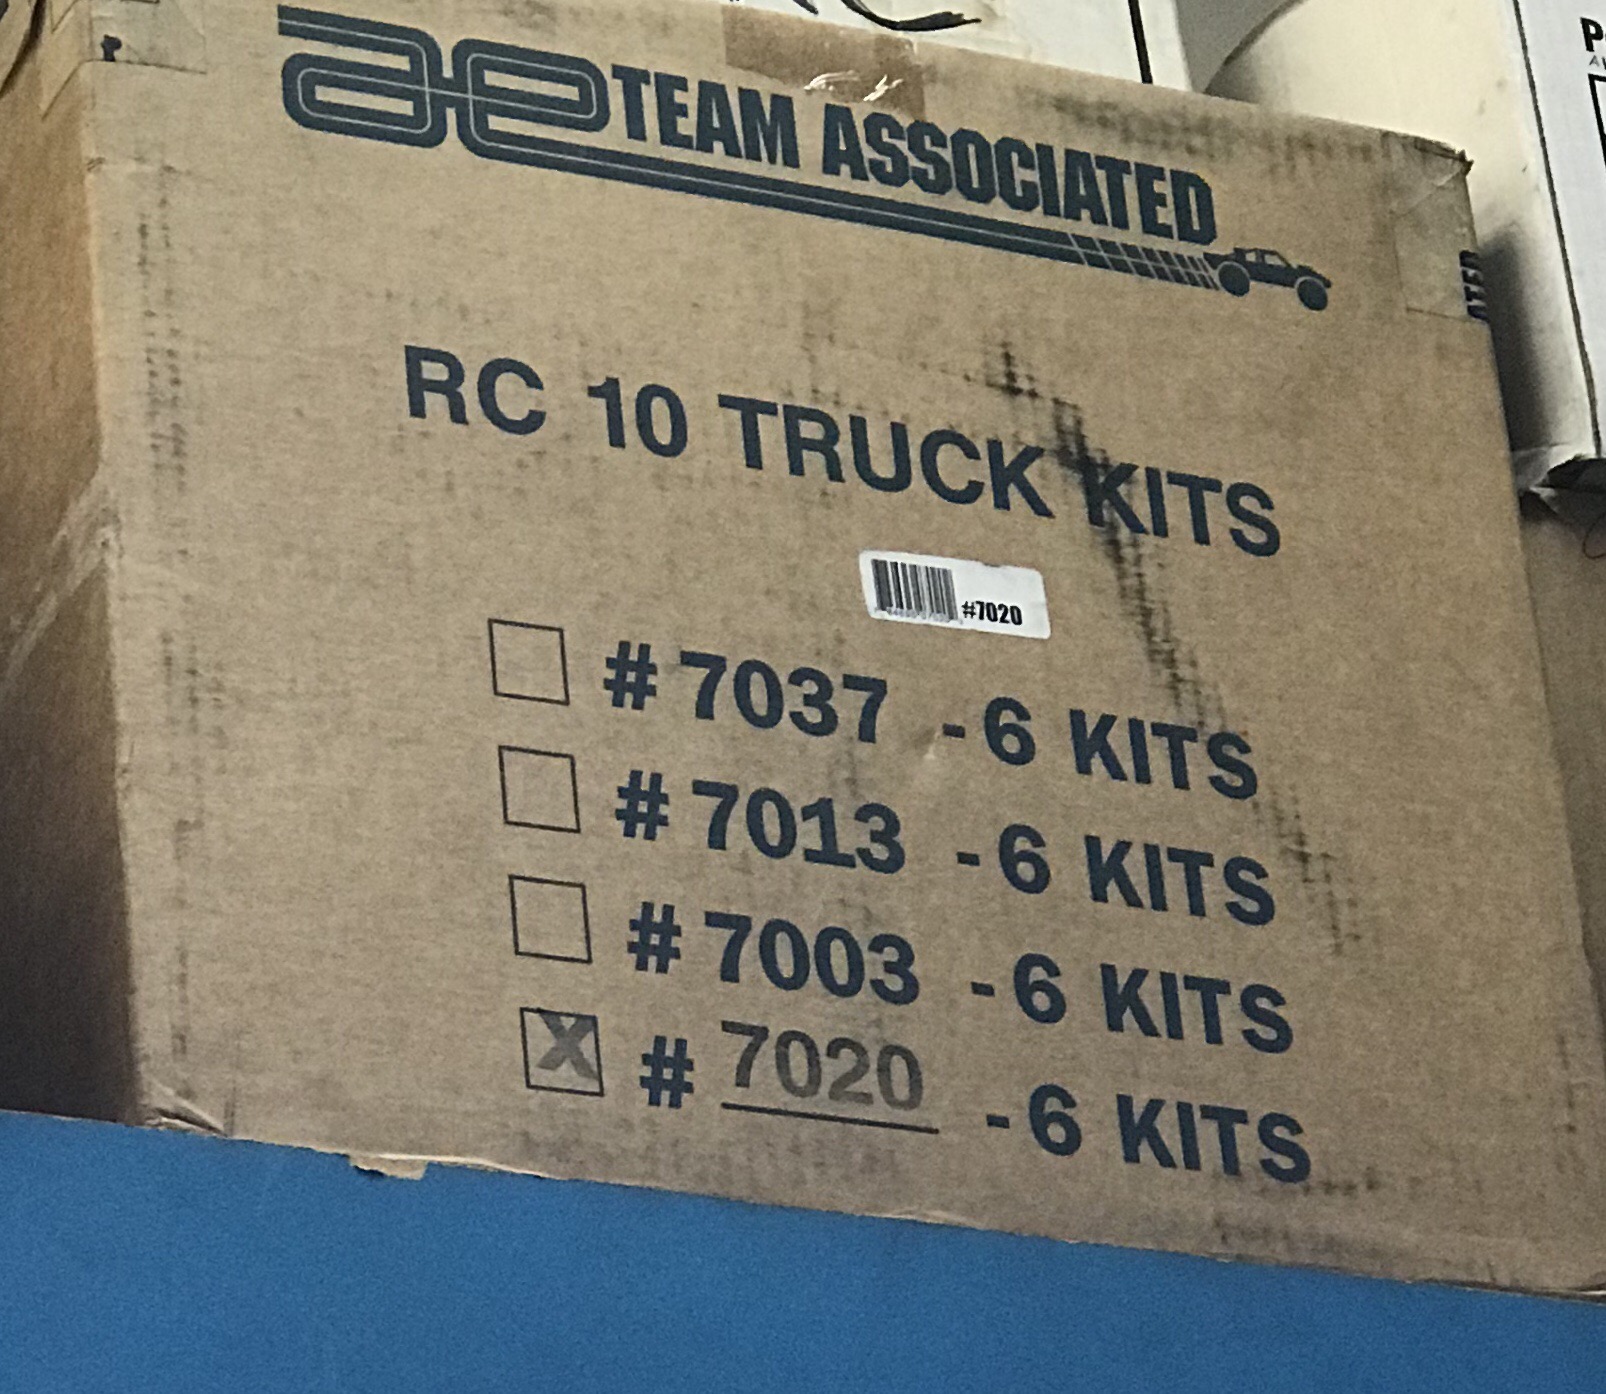 ae TEAM ASSOCIATED
RC 10 TRUCK KITS
#7020
# 7037 - 6 KITS
# 7013 - 6 KITS
# 7003 - 6 KITS
X # 7020 - 6 KITS